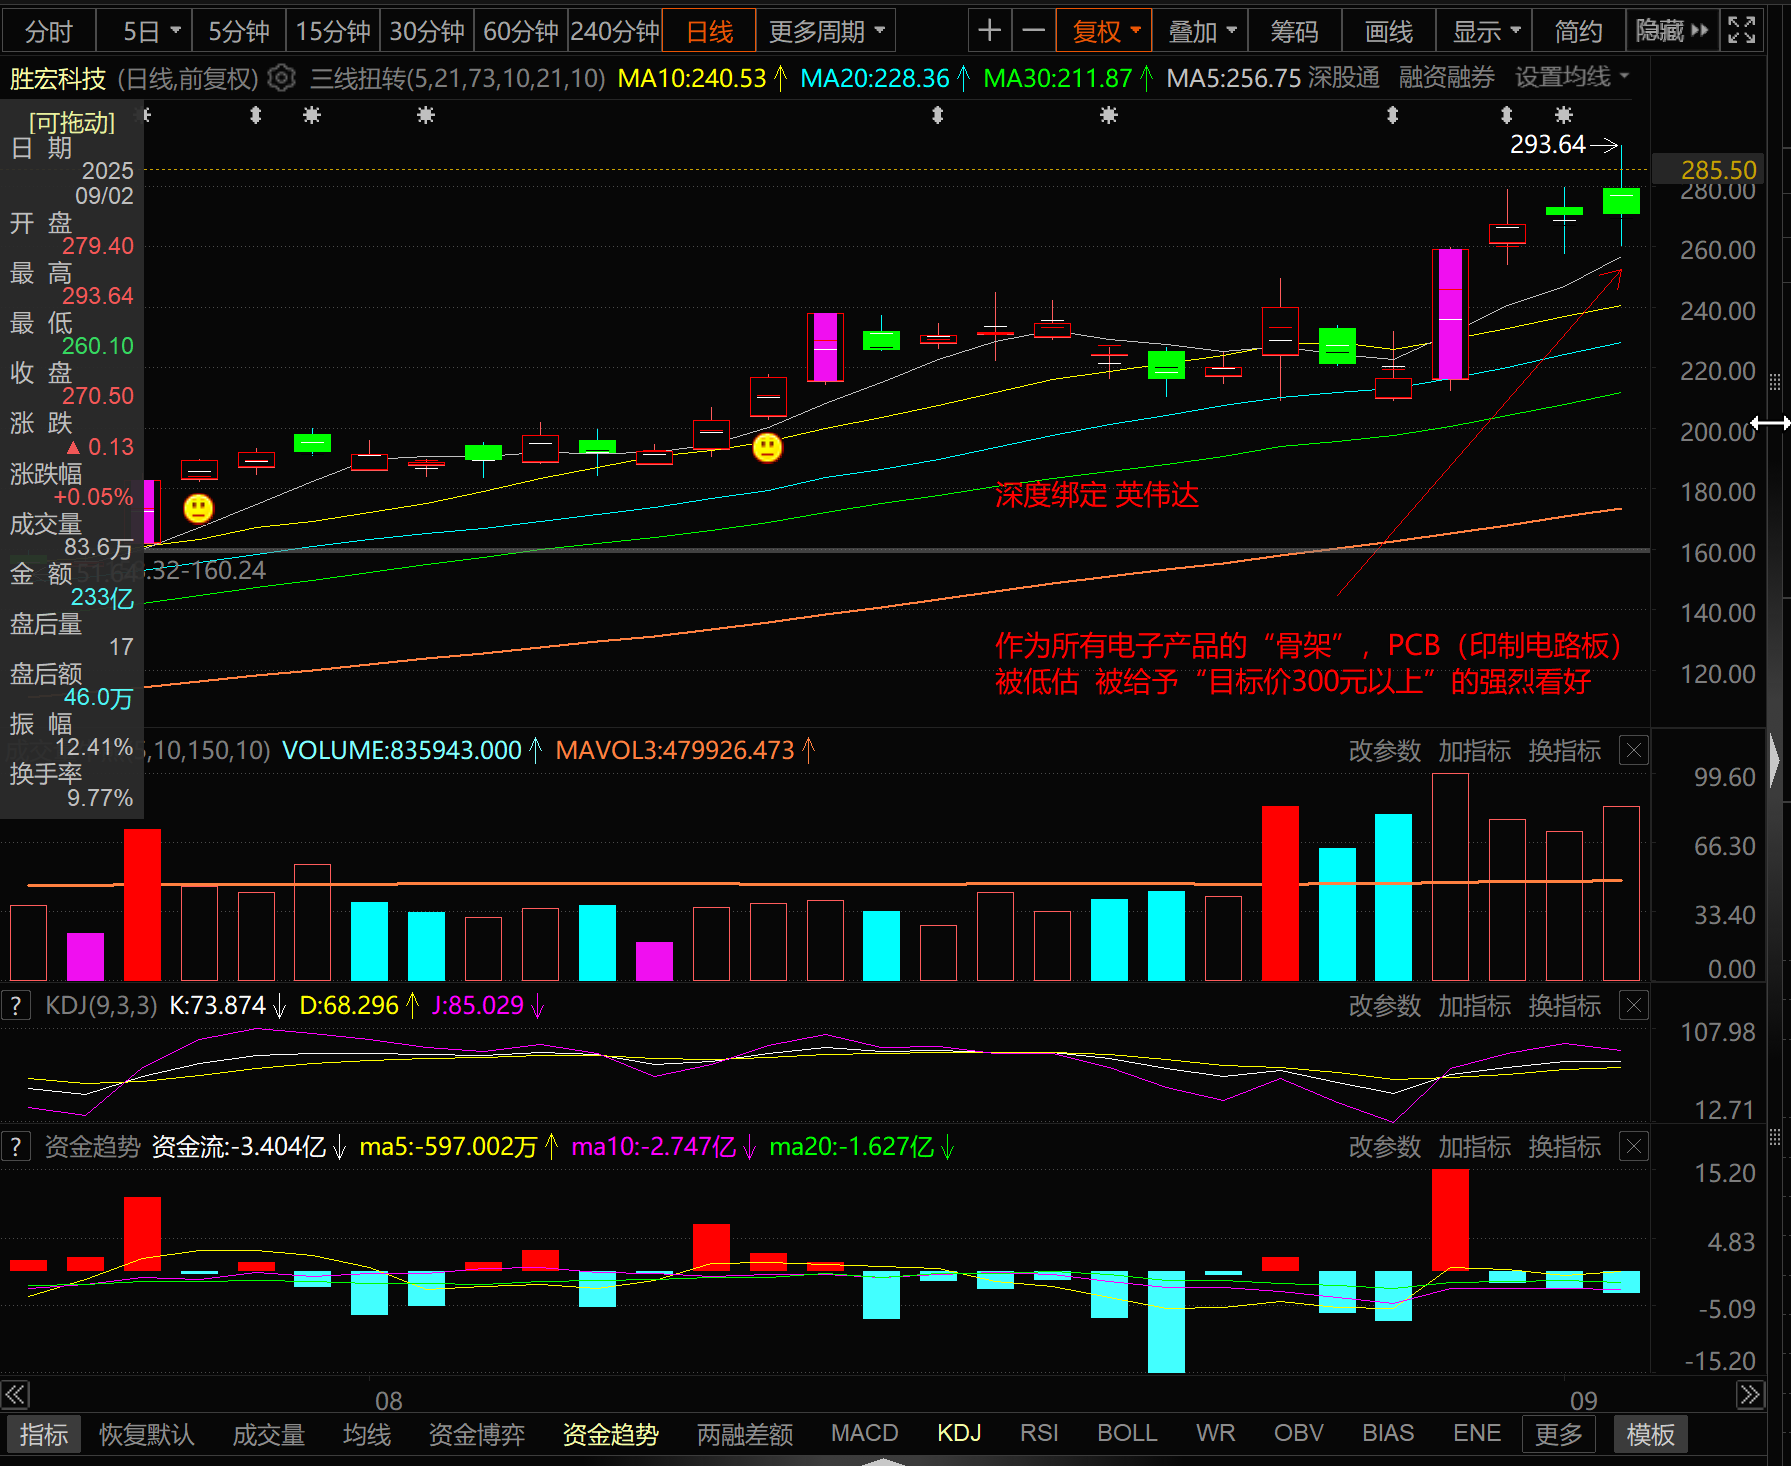 分时 5日 5分钟 15分钟 30分钟 60分钟 240分钟 日线 更多周期 + − 复权 叠加 筹码 画线 显示 简约 隐藏
胜宏科技 (日线,前复权) 三线扭转(5,21,73,10,21,10) MA10:240.53↑ MA20:228.36↑ MA30:211.87↑ MA5:256.75 深股通 融资融券 设置均线
[可拖动]
日 期
2025
09/02
开 盘
279.40
最 高
293.64
最 低
260.10
收 盘
270.50
涨 跌
▲ 0.13
涨跌幅
+0.05%
成交量
83.6万
金 额
233亿
盘后量
17
盘后额
46.0万
振 幅
12.41%
换手率
9.77%
293.64→
285.50
280.00
260.00
240.00
220.00
200.00
180.00
160.00
140.00
120.00
深度绑定 英伟达
.32-160.24
作为所有电子产品的“骨架”，PCB（印制电路板）
被低估 被给予“目标价300元以上”的强烈看好
,10,150,10) VOLUME:835943.000↑ MAVOL3:479926.473↑ 改参数 加指标 换指标
99.60
66.30
33.40
0.00
? KDJ(9,3,3) K:73.874↓ D:68.296↑ J:85.029↓ 改参数 加指标 换指标
107.98
12.71
? 资金趋势 资金流:-3.404亿↓ ma5:-597.002万↑ ma10:-2.747亿↓ ma20:-1.627亿↓ 改参数 加指标 换指标
15.20
4.83
-5.09
-15.20
08 09
指标 恢复默认 成交量 均线 资金博弈 资金趋势 两融差额 MACD KDJ RSI BOLL WR OBV BIAS ENE 更多 模板